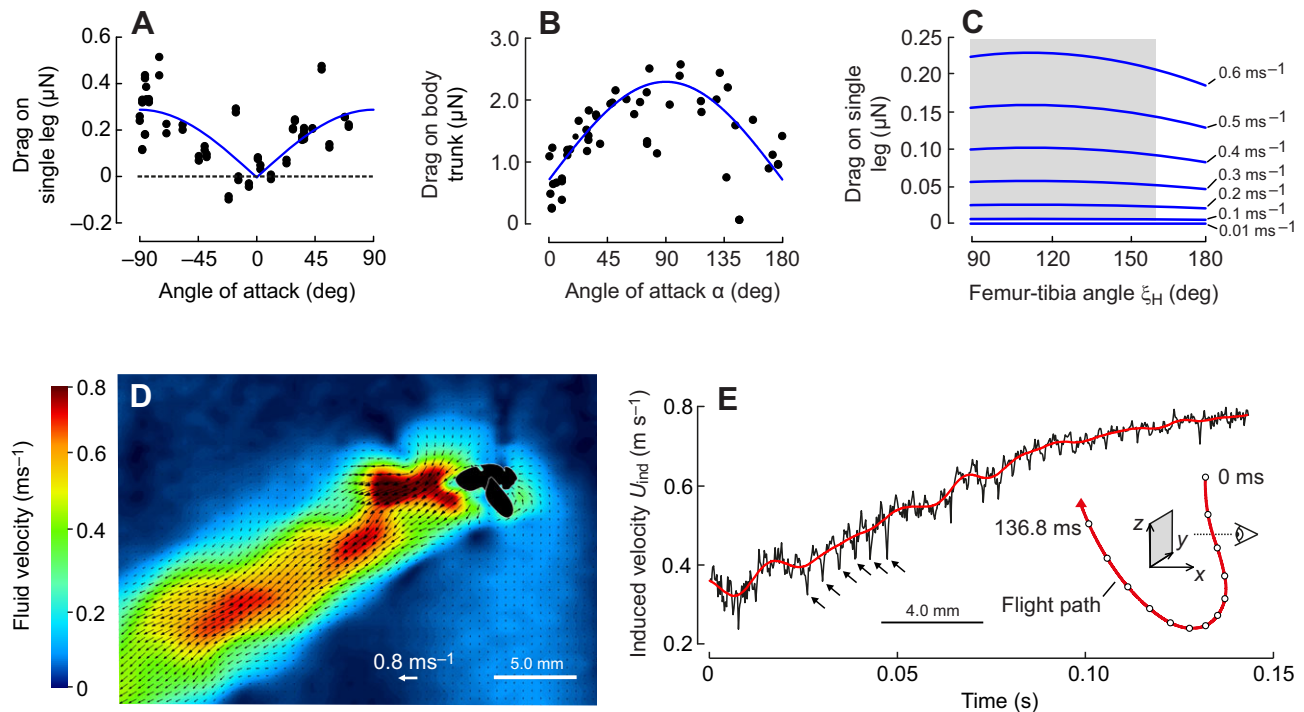 A
Drag on
single leg (μN)
0.6
0.4
0.2
0
–0.2
–90
–45
0
45
90
Angle of attack (deg)
B
Drag on body
trunk (μN)
3.0
2.0
1.0
0
0
45
90
135
180
Angle of attack α (deg)
C
Drag on single
leg (μN)
0.25
0.20
0.15
0.10
0.05
0
90
120
150
180
Femur-tibia angle ξH (deg)
0.6 ms⁻¹
0.5 ms⁻¹
0.4 ms⁻¹
0.3 ms⁻¹
0.2 ms⁻¹
0.1 ms⁻¹
0.01 ms⁻¹
D
Fluid velocity (ms⁻¹)
0.8
0.6
0.4
0.2
0
0.8 ms⁻¹
5.0 mm
E
Induced velocity Uind (m s⁻¹)
0.8
0.6
0.4
0.2
0
0.05
0.10
0.15
Time (s)
4.0 mm
0 ms
136.8 ms
z
y
x
Flight path